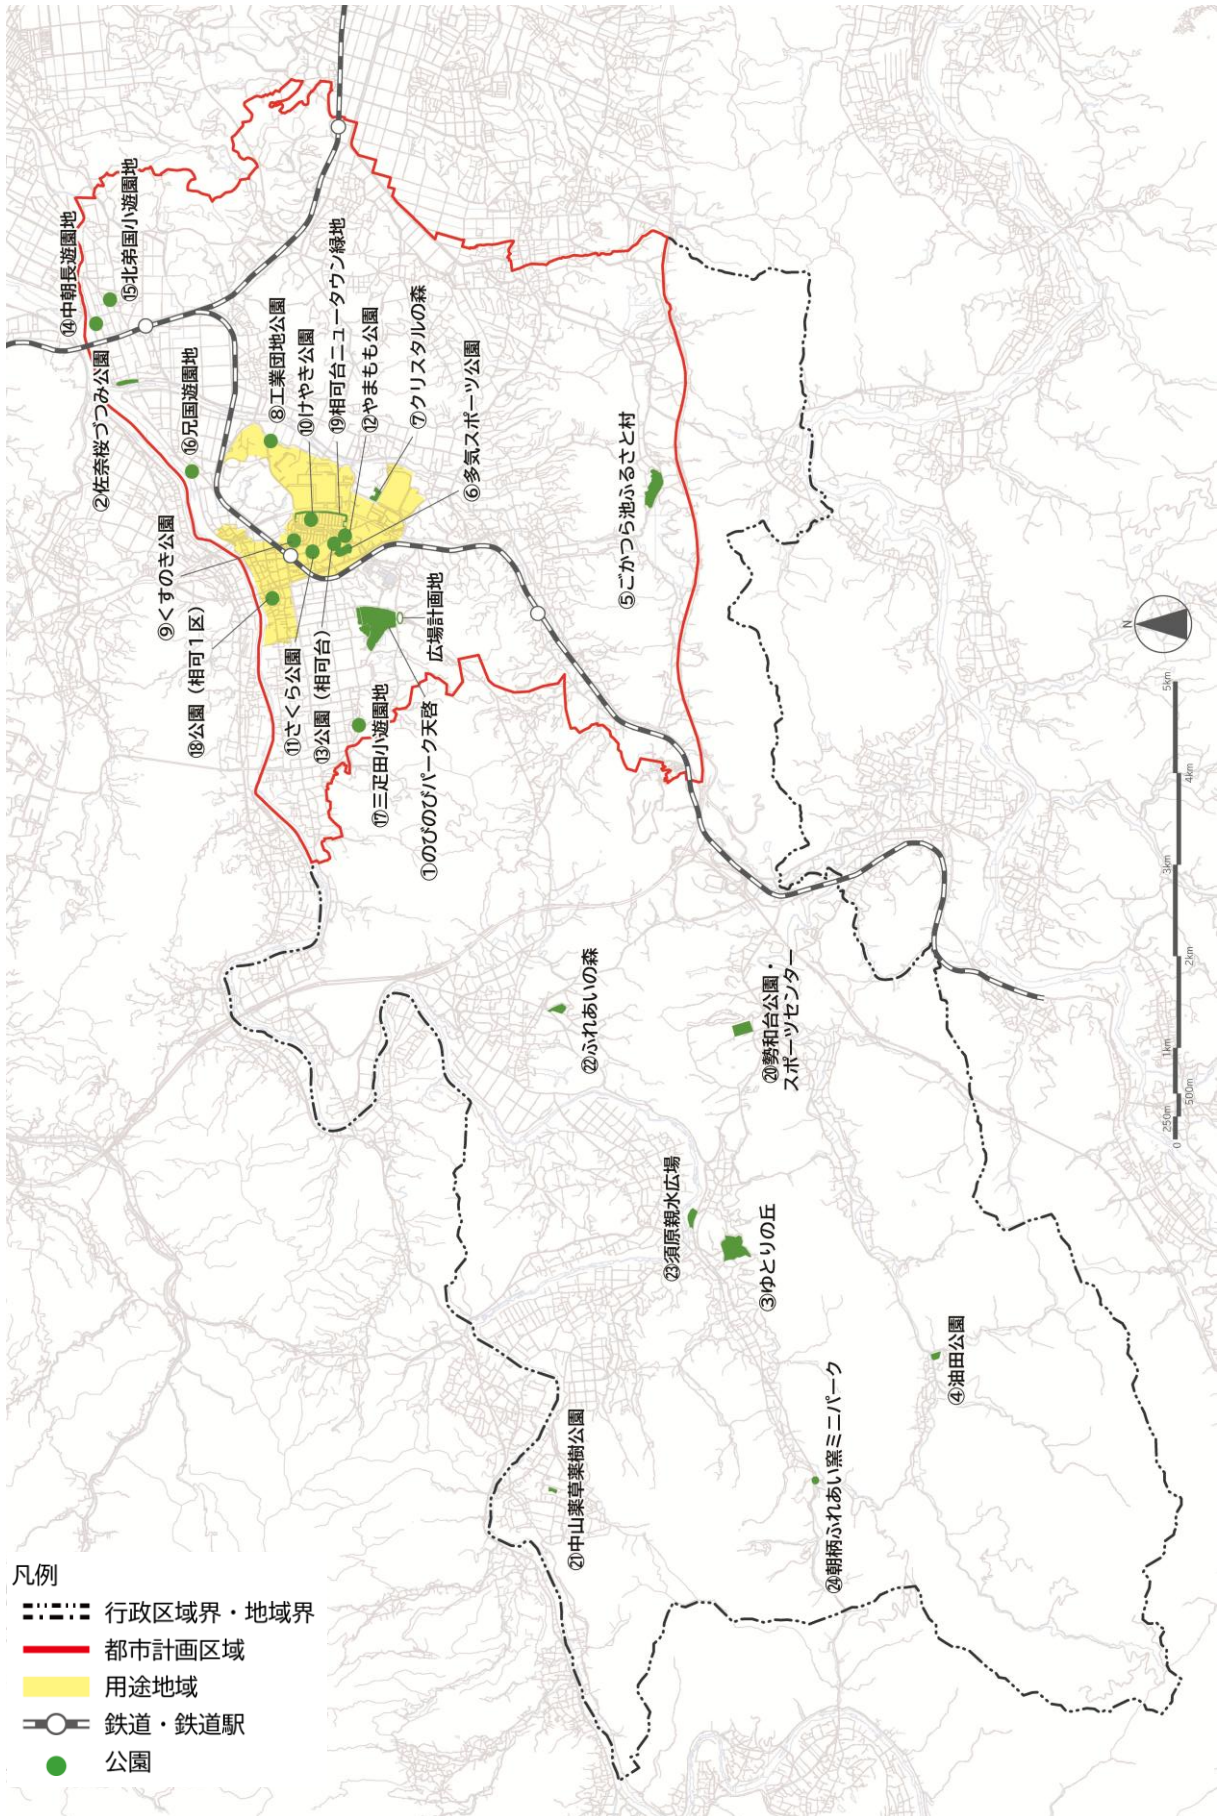 ⑭中朝長遊園地
⑮北弟国小遊園地
②佐奈桜づつみ公園
⑯兄国遊園地
⑧工業団地公園
⑩けやき公園
⑲相可台ニュータウン緑地
⑫やまもも公園
⑦クリスタルの森
⑥多気スポーツ公園
⑨くすのき公園
⑱公園（相可１区）
⑪さくら公園
⑬公園（相可台）
⑰三疋田小遊園地
①のびのびパーク天啓
広場計画地
⑤ごかつら池ふるさと村
㉒ふれあいの森
⑳勢和台公園・
スポーツセンター
㉓須原親水広場
③ゆとりの丘
④油田公園
㉑中山薬草薬樹公園
㉔朝柄ふれあい窯ミニパーク
N
0
250m
500m
1km
2km
3km
4km
5km
凡例
行政区域界・地域界
都市計画区域
用途地域
鉄道・鉄道駅
公園